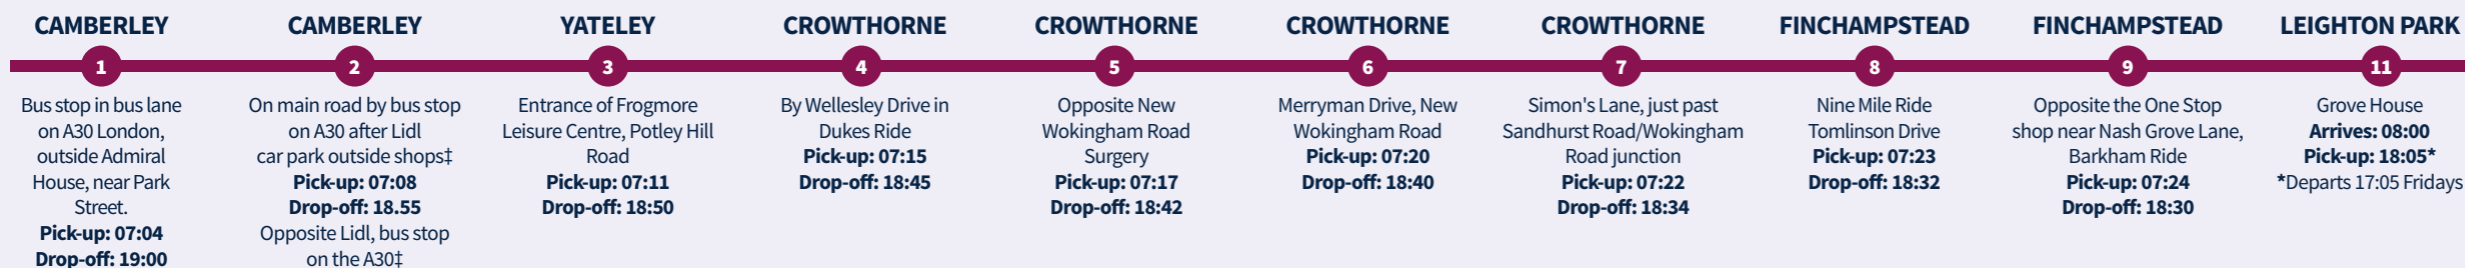 CAMBERLEY
1
Bus stop in bus lane
on A30 London,
outside Admiral
House, near Park
Street.
Pick-up: 07:04
Drop-off: 19:00
CAMBERLEY
2
On main road by bus stop
on A30 after Lidl
car park outside shops‡
Pick-up: 07:08
Drop-off: 18.55
Opposite Lidl, bus stop
on the A30‡
YATELEY
3
Entrance of Frogmore
Leisure Centre, Potley Hill
Road
Pick-up: 07:11
Drop-off: 18:50
CROWTHORNE
4
By Wellesley Drive in
Dukes Ride
Pick-up: 07:15
Drop-off: 18:45
CROWTHORNE
5
Opposite New
Wokingham Road
Surgery
Pick-up: 07:17
Drop-off: 18:42
CROWTHORNE
6
Merryman Drive, New
Wokingham Road
Pick-up: 07:20
Drop-off: 18:40
CROWTHORNE
7
Simon's Lane, just past
Sandhurst Road/Wokingham
Road junction
Pick-up: 07:22
Drop-off: 18:34
FINCHAMPSTEAD
8
Nine Mile Ride
Tomlinson Drive
Pick-up: 07:23
Drop-off: 18:32
FINCHAMPSTEAD
9
Opposite the One Stop
shop near Nash Grove Lane,
Barkham Ride
Pick-up: 07:24
Drop-off: 18:30
LEIGHTON PARK
11
Grove House
Arrives: 08:00
Pick-up: 18:05*
*Departs 17:05 Fridays